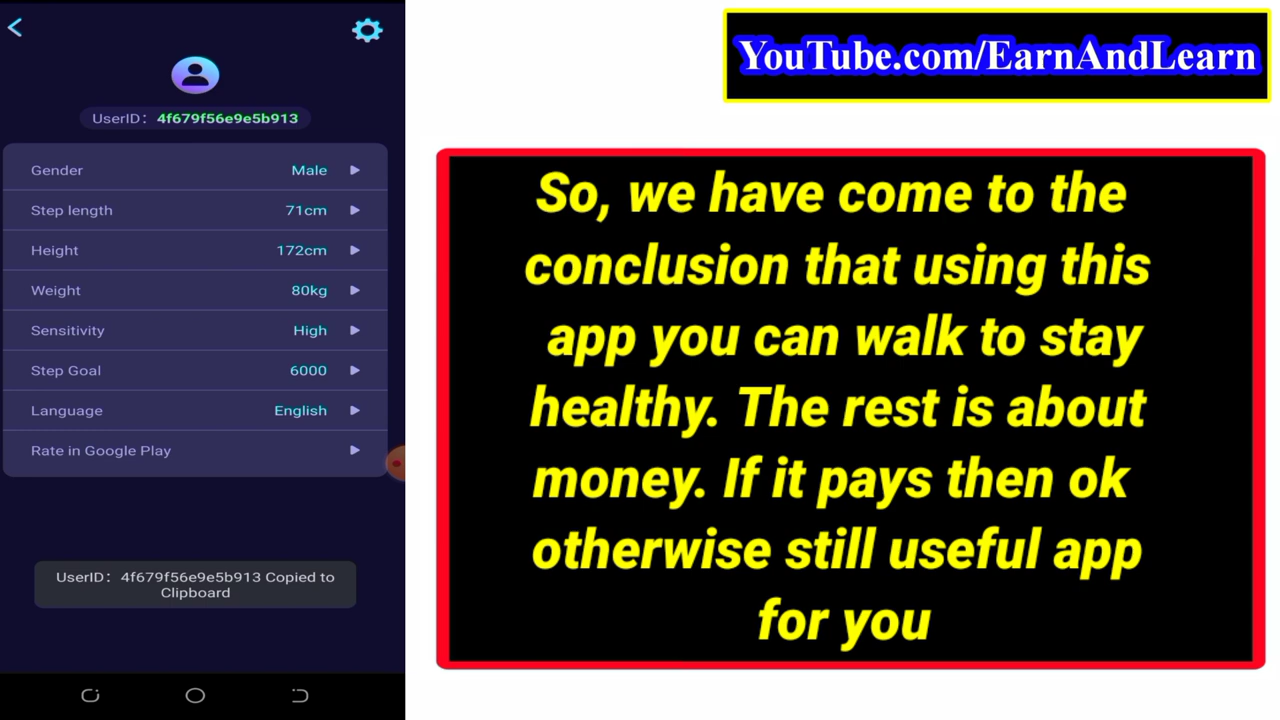 UserID: 4f679f56e9e5b913
Gender Male
Step length 71cm
Height 172cm
Weight 80kg
Sensitivity High
Step Goal 6000
Language English
Rate in Google Play
UserID: 4f679f56e9e5b913 Copied to
Clipboard
YouTube.com/EarnAndLearn
So, we have come to the
conclusion that using this
app you can walk to stay
healthy. The rest is about
money. If it pays then ok
otherwise still useful app
for you